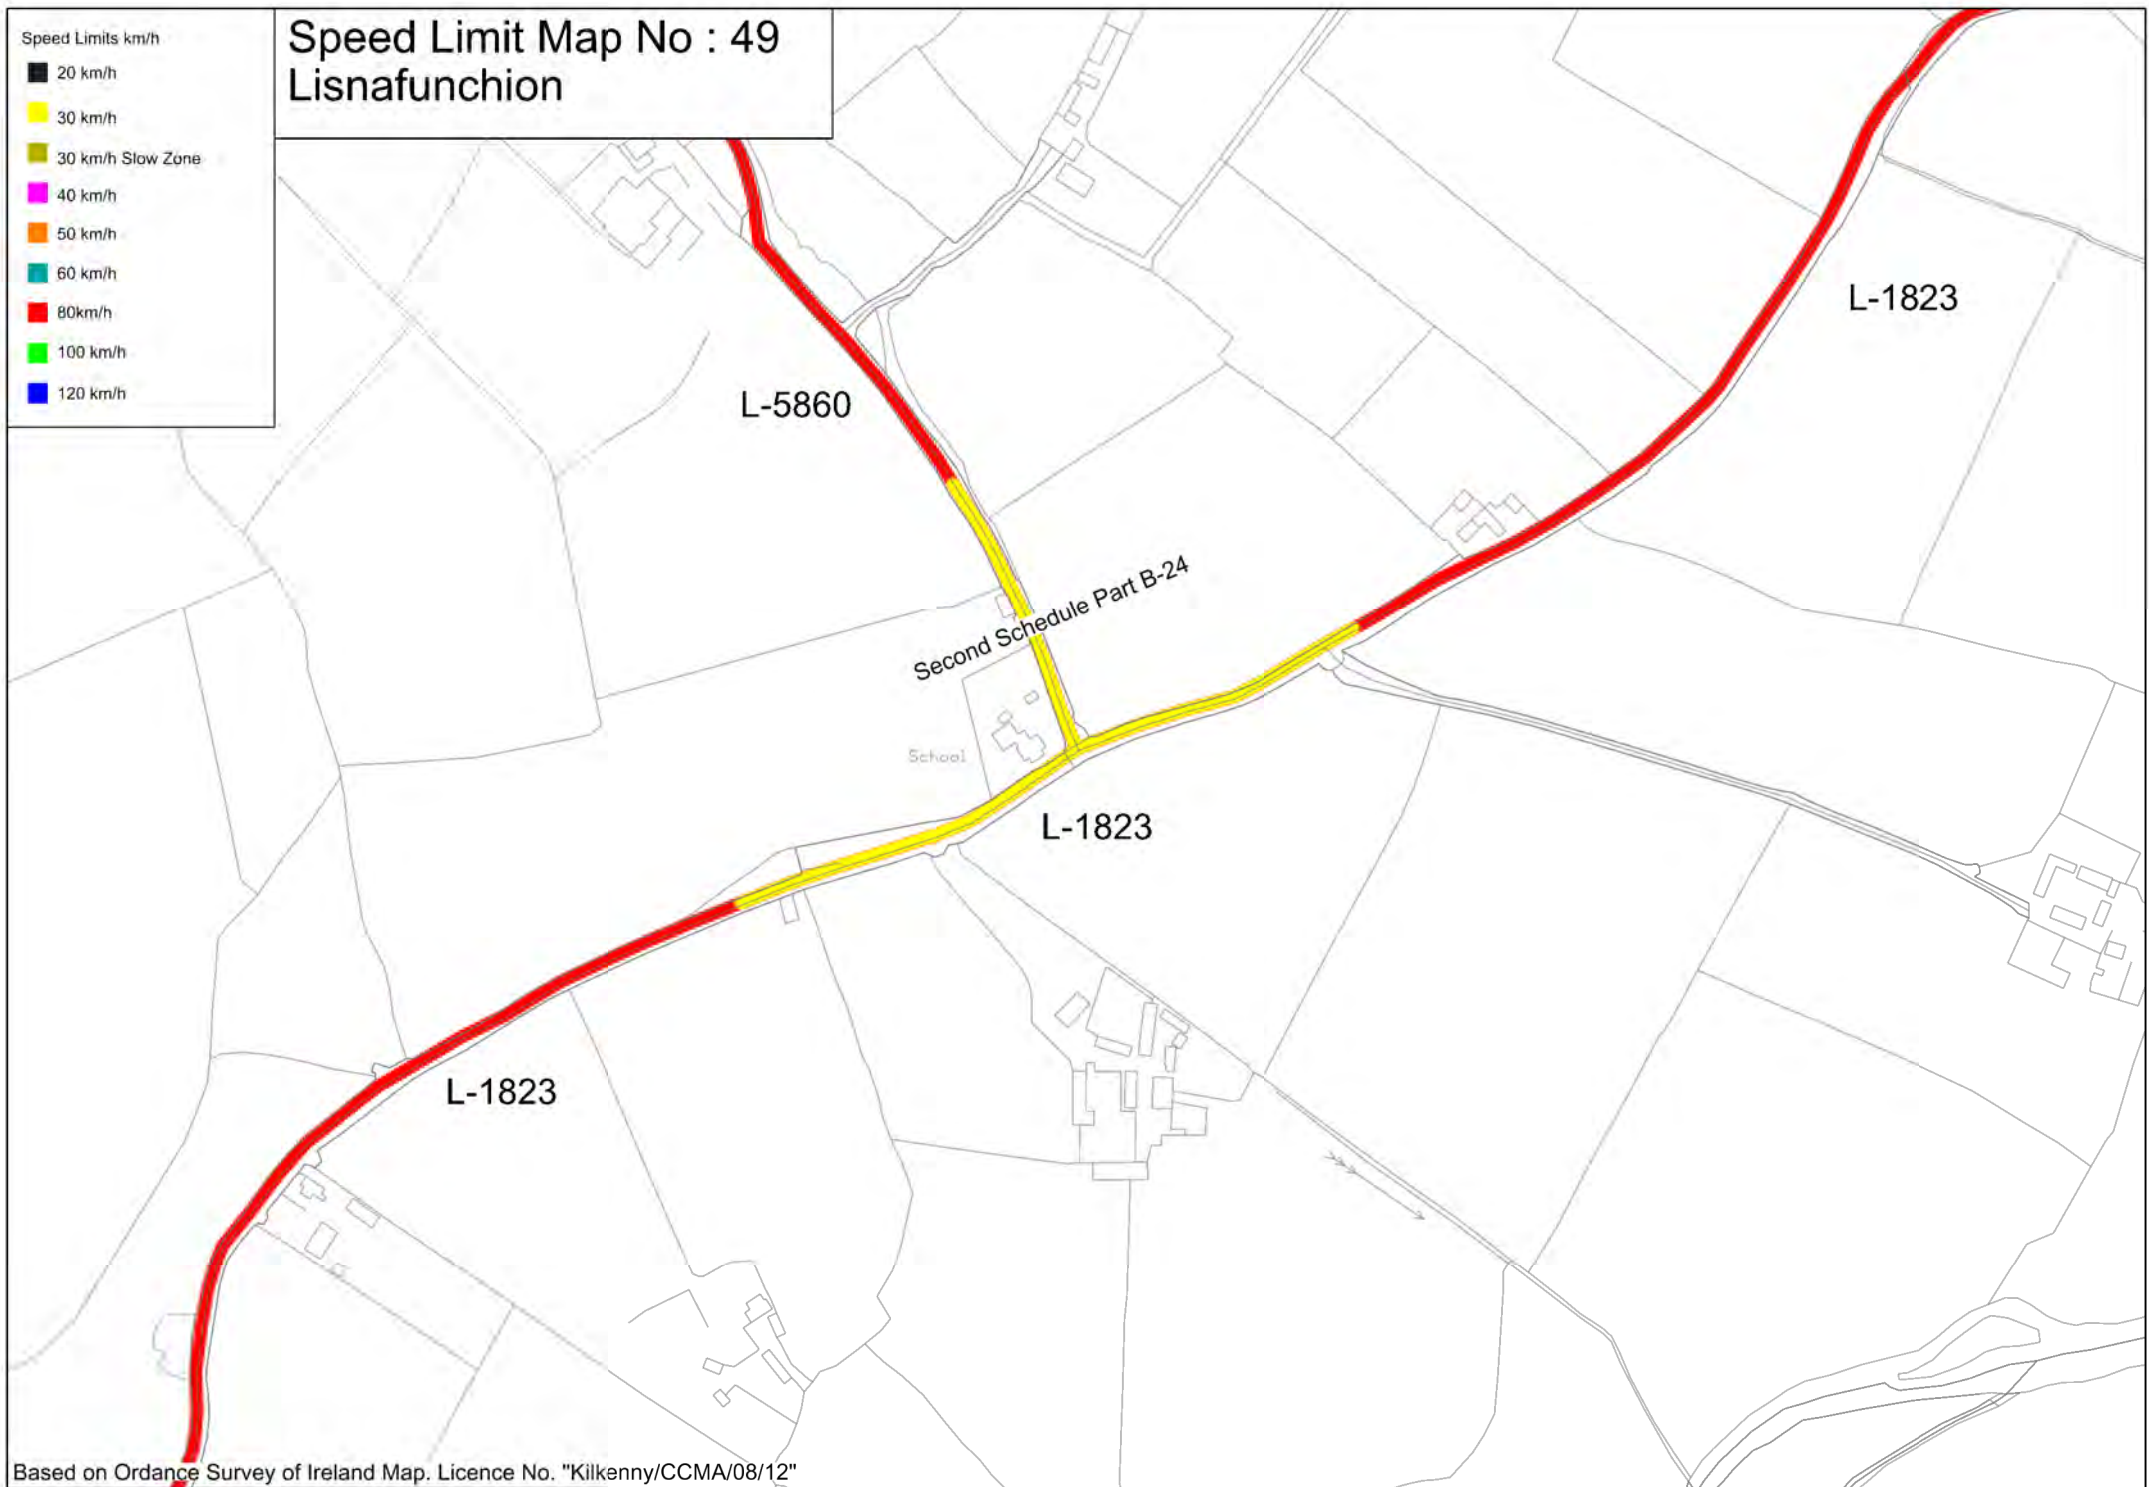 Speed Limits km/h
20 km/h
30 km/h
30 km/h Slow Zone
40 km/h
50 km/h
60 km/h
80km/h
100 km/h
120 km/h
Speed Limit Map No : 49
Lisnafunchion
L-1823
L-5860
Second Schedule Part B-24
School
L-1823
L-1823
Based on Ordance Survey of Ireland Map. Licence No. "Kilkenny/CCMA/08/12"